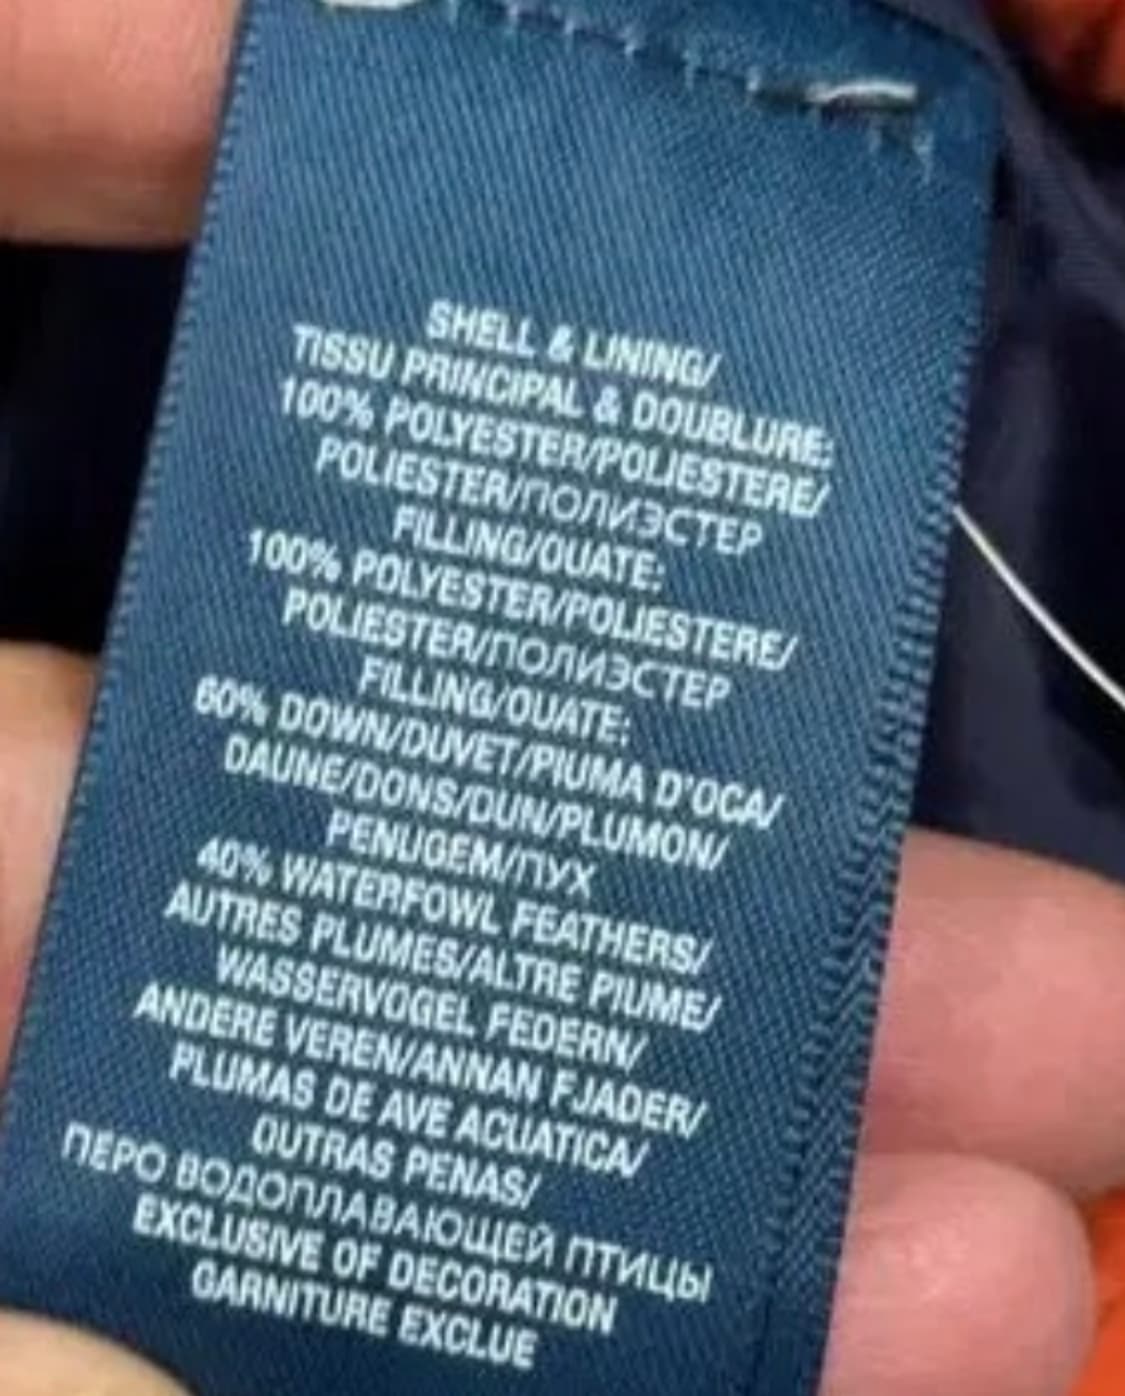 SHELL & LINING/
TISSU PRINCIPAL & DOUBLURE:
100% POLYESTER/POLIESTERE/
POLIESTER/ПОЛИЭСТЕР
FILLING/OUATE:
100% POLYESTER/POLIESTERE/
POLIESTER/ПОЛИЭСТЕР
FILLING/OUATE:
60% DOWN/DUVET/PIUMA D'OCA/
DAUNE/DONS/DUN/PLUMON/
PENUGEM/ПУХ
40% WATERFOWL FEATHERS/
AUTRES PLUMES/ALTRE PIUME/
WASSERVOGEL FEDERN/
ANDERE VEREN/ANNAN FJADER/
PLUMAS DE AVE ACUATICA/
OUTRAS PENAS/
ПЕРО ВОДОПЛАВАЮЩЕЙ ПТИЦЫ
EXCLUSIVE OF DECORATION
GARNITURE EXCLUE